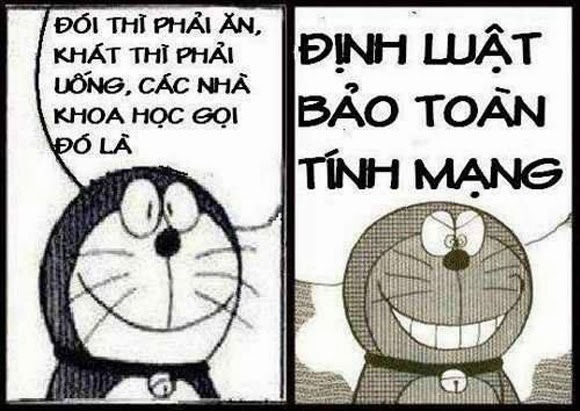 ĐÓI THÌ PHẢI ĂN,
KHÁT THÌ PHẢI
UỐNG, CÁC NHÀ
KHOA HỌC GỌI
ĐÓ LÀ
ĐỊNH LUẬT
BẢO TOÀN
TÍNH MẠNG